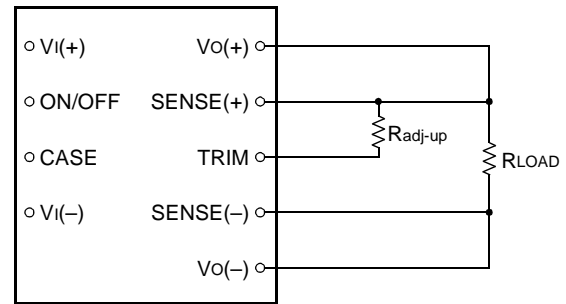 VI(+) VO(+)
ON/OFF SENSE(+)
Radj-up
CASE TRIM
RLOAD
VI(–) SENSE(–)
VO(–)